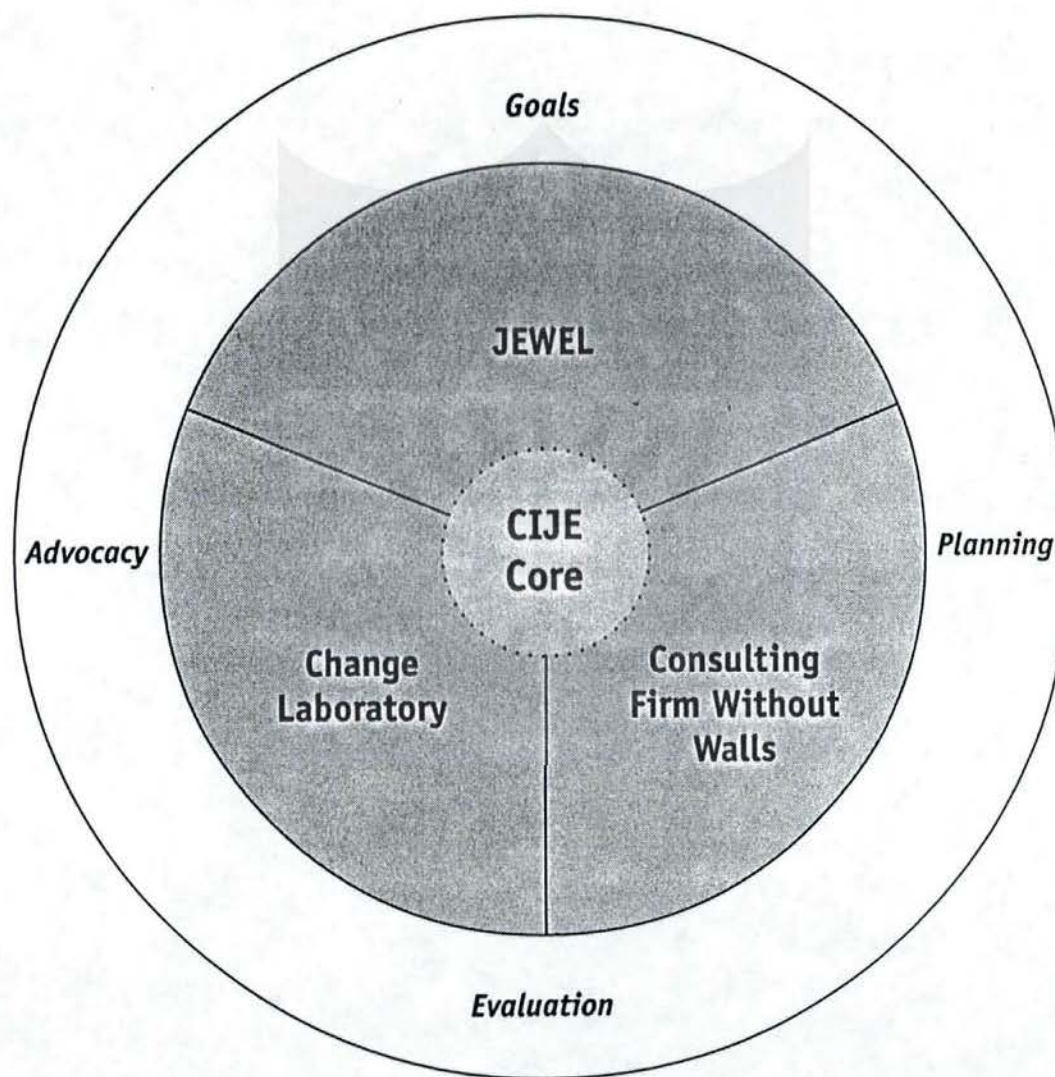 Goals
JEWEL
CIJE
Core
Advocacy
Planning
Change
Laboratory
Consulting
Firm Without
Walls
Evaluation